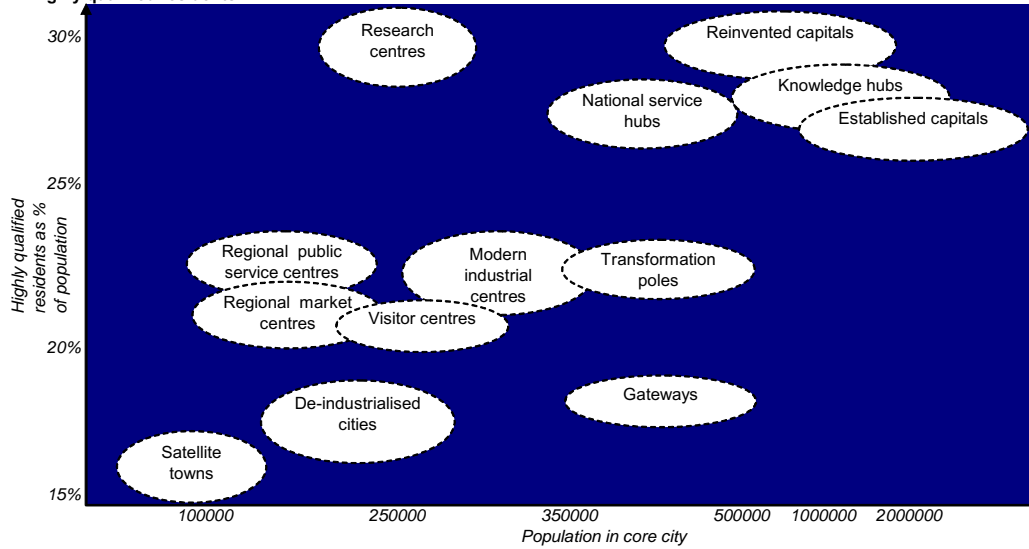 30%
Research
centres
Reinvented capitals
Knowledge hubs
National service
hubs
Established capitals
25%
Highly qualified
residents as %
of population
Regional public
service centres
Modern
industrial
centres
Transformation
poles
Regional market
centres
Visitor centres
20%
De-industrialised
cities
Gateways
Satellite
towns
15%
100000
250000
350000
500000
1000000
2000000
Population in core city